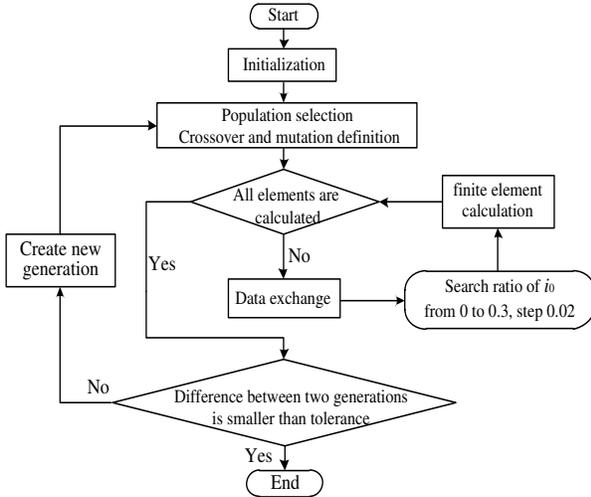 Start
Initialization
Population selection
Crossover and mutation definition
All elements are
calculated
finite element
calculation
Create new
generation
Yes
No
Data exchange
Search ratio of i0
from 0 to 0.3, step 0.02
No
Difference between two generations
is smaller than tolerance
Yes
End